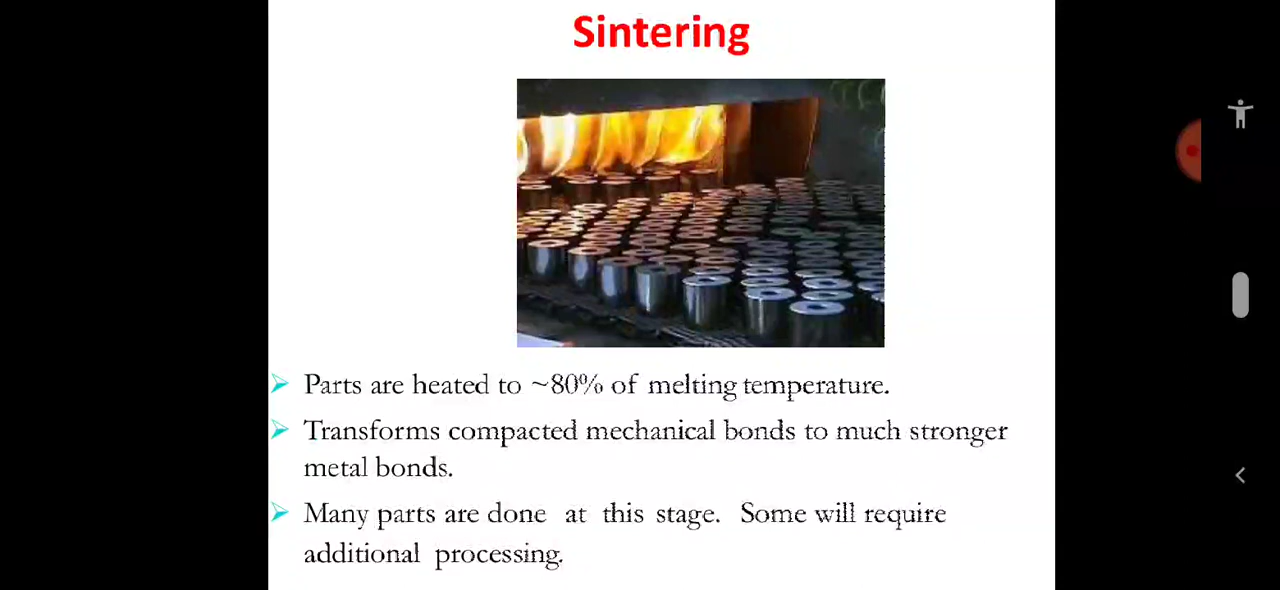 Sintering
Parts are heated to ~80% of melting temperature.
Transforms compacted mechanical bonds to much stronger
metal bonds.
Many parts are done at this stage. Some will require
additional processing.